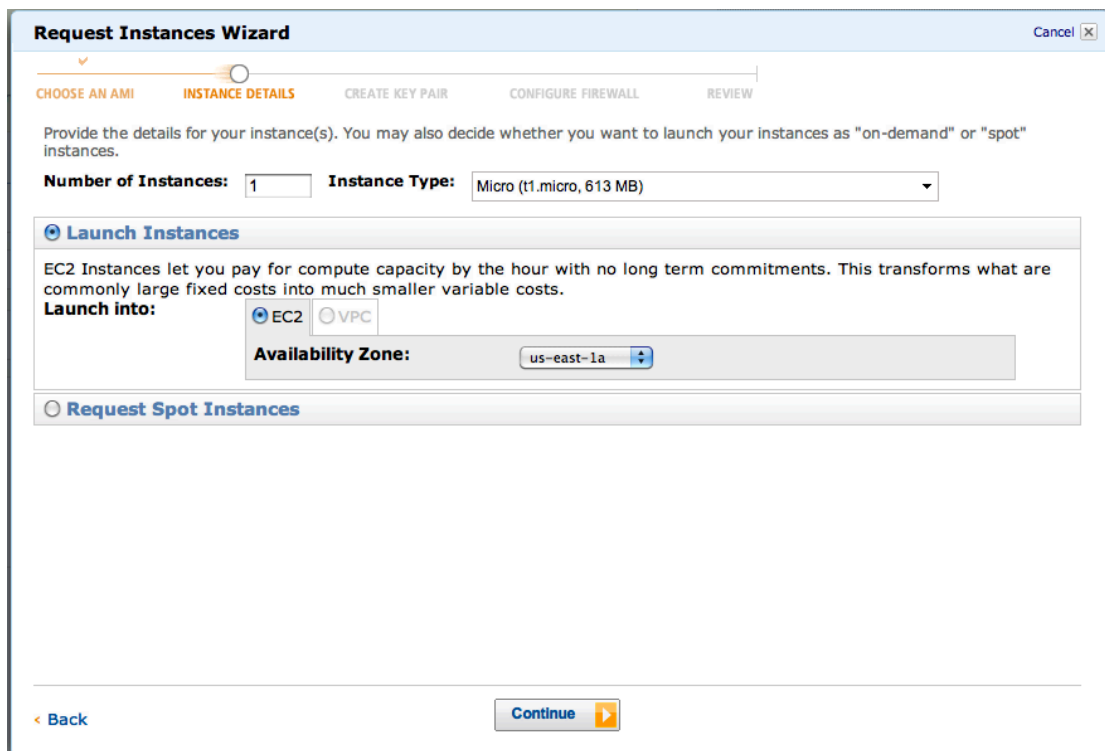 Request Instances Wizard
Cancel
CHOOSE AN AMI INSTANCE DETAILS CREATE KEY PAIR CONFIGURE FIREWALL REVIEW
Provide the details for your instance(s). You may also decide whether you want to launch your instances as "on-demand" or "spot"
instances.
Number of Instances: 1 Instance Type: Micro (t1.micro, 613 MB)
Launch Instances
EC2 Instances let you pay for compute capacity by the hour with no long term commitments. This transforms what are
commonly large fixed costs into much smaller variable costs.
Launch into: EC2 VPC
Availability Zone: us-east-1a
Request Spot Instances
Back Continue